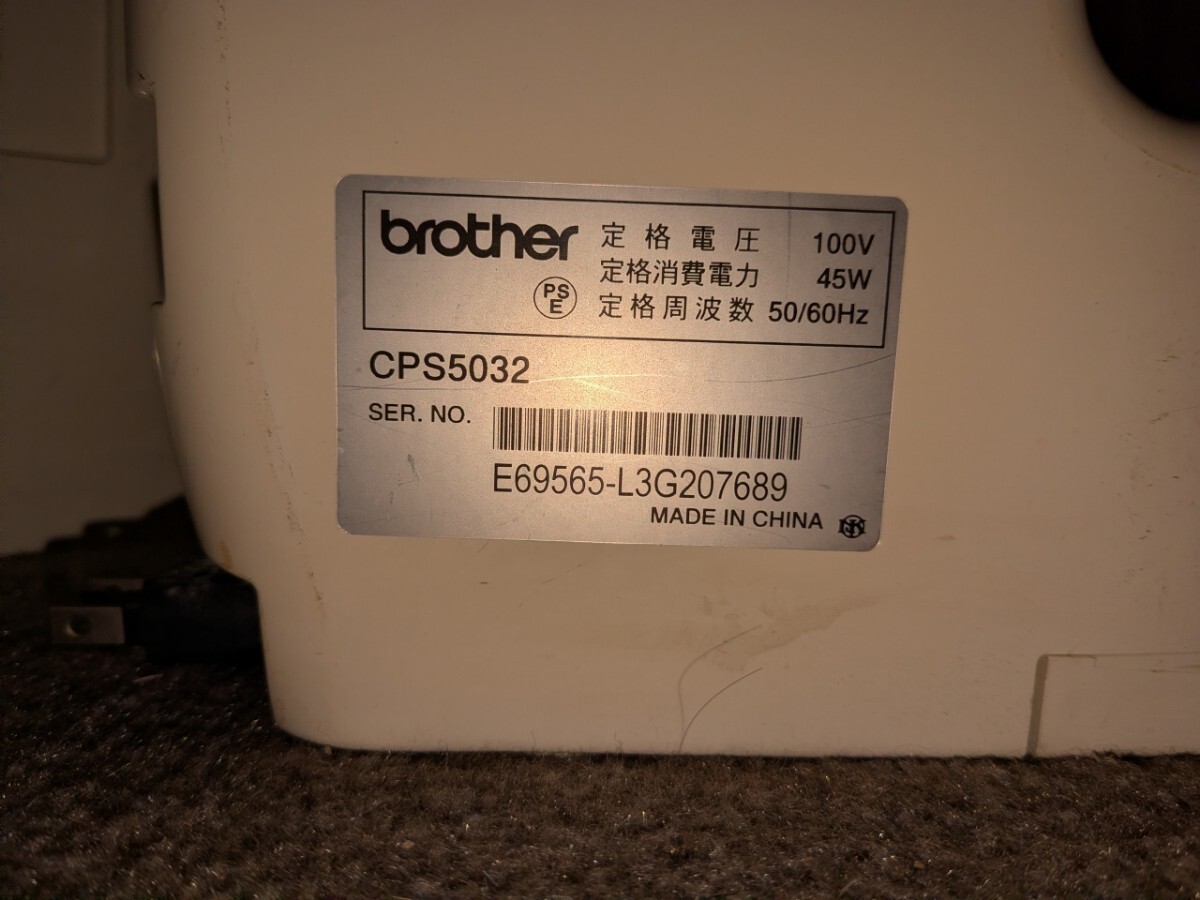 brother
定格電圧 100V
定格消費電力 45W
PS
E
定格周波数 50/60Hz
CPS5032
SER. NO.
E69565-L3G207689
MADE IN CHINA